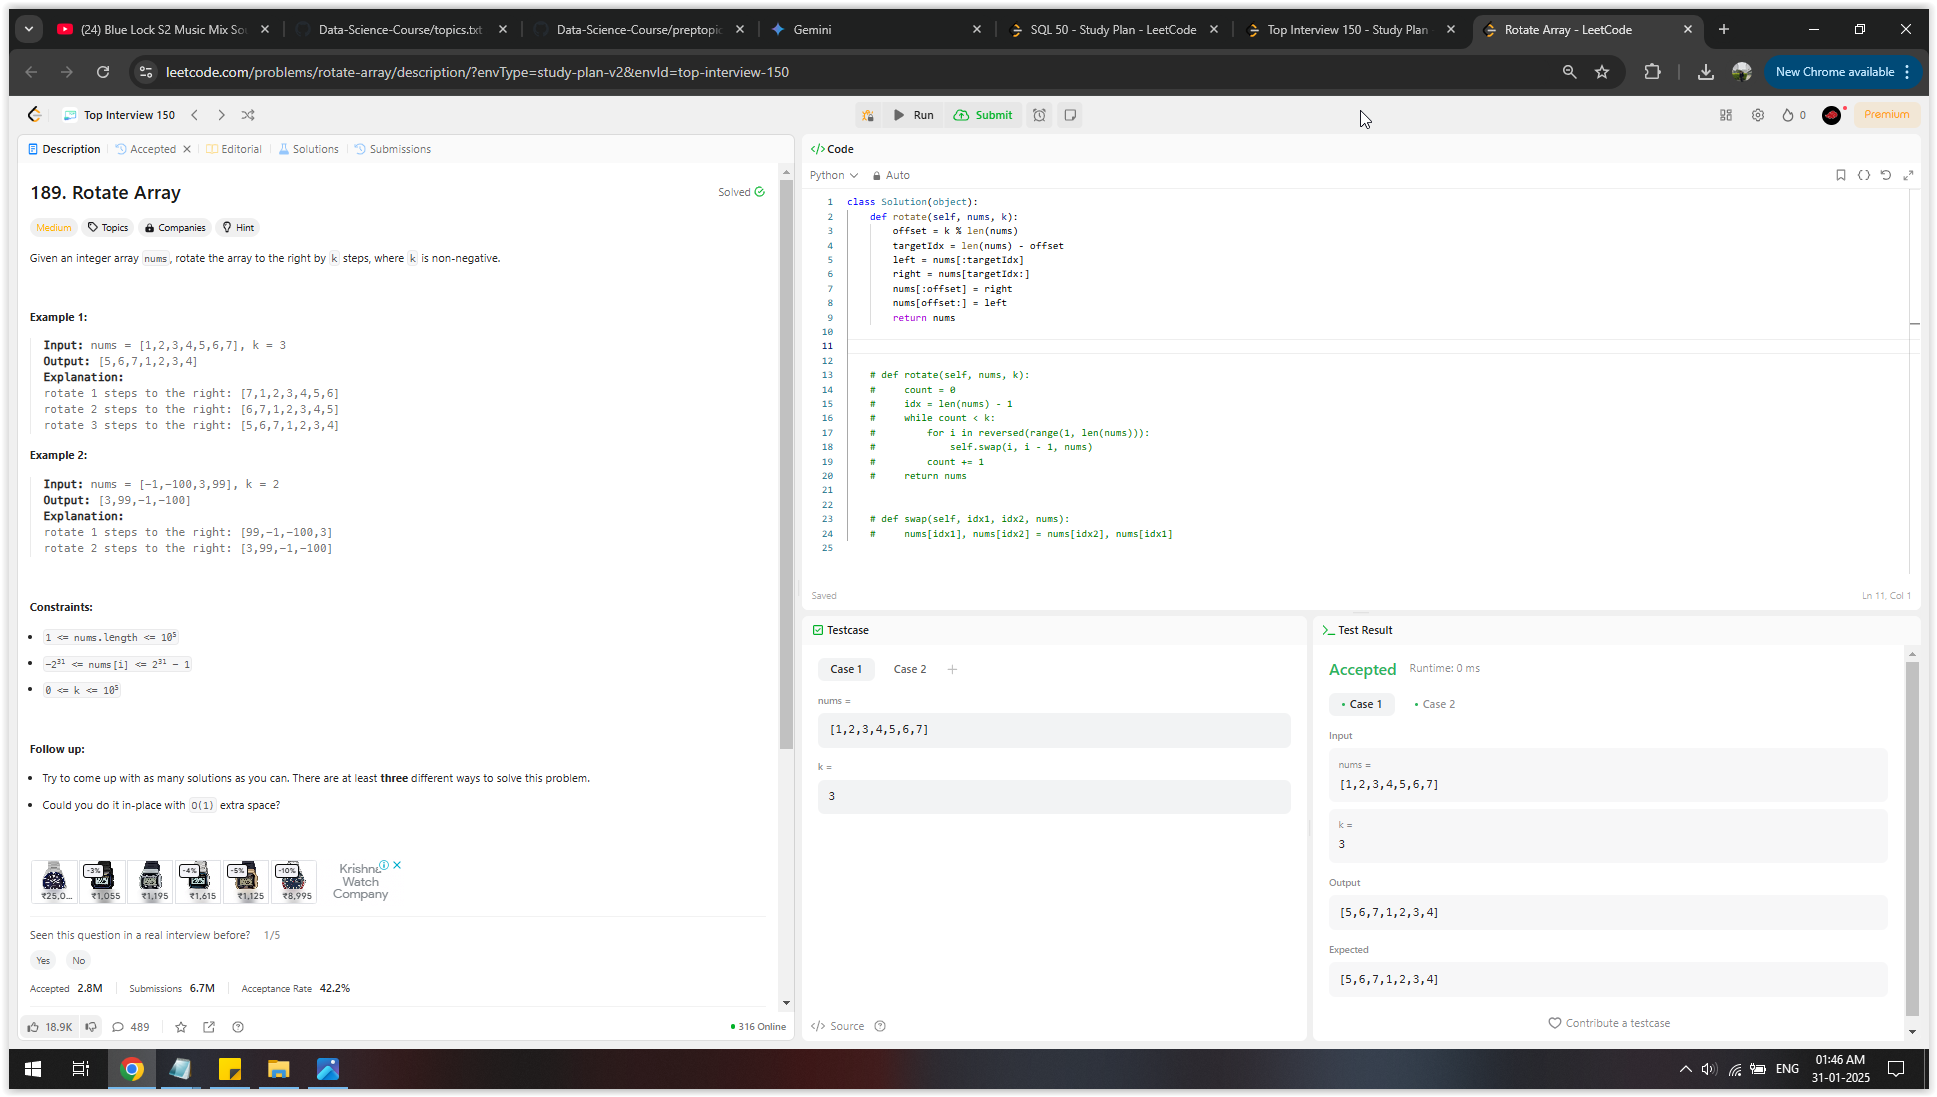 (24) Blue Lock S2 Music Mix Sou
Data-Science-Course/topics.txt
Data-Science-Course/preptopic
Gemini
SQL 50 - Study Plan - LeetCode
Top Interview 150 - Study Plan
Rotate Array - LeetCode
leetcode.com/problems/rotate-array/description/?envType=study-plan-v2&envId=top-interview-150
New Chrome available
Top Interview 150
Run
Submit
0
Premium
Description
Accepted
Editorial
Solutions
Submissions
189. Rotate Array
Solved
Medium
Topics
Companies
Hint
Given an integer array nums, rotate the array to the right by k steps, where k is non-negative.
Example 1:
Input: nums = [1,2,3,4,5,6,7], k = 3
Output: [5,6,7,1,2,3,4]
Explanation:
rotate 1 steps to the right: [7,1,2,3,4,5,6]
rotate 2 steps to the right: [6,7,1,2,3,4,5]
rotate 3 steps to the right: [5,6,7,1,2,3,4]
Example 2:
Input: nums = [-1,-100,3,99], k = 2
Output: [3,99,-1,-100]
Explanation:
rotate 1 steps to the right: [99,-1,-100,3]
rotate 2 steps to the right: [3,99,-1,-100]
Constraints:
1 <= nums.length <= 10⁵
-2³¹ <= nums[i] <= 2³¹ - 1
0 <= k <= 10⁵
Follow up:
Try to come up with as many solutions as you can. There are at least three different ways to solve this problem.
Could you do it in-place with O(1) extra space?
-3% -4% -5% -10%
₹25,0... ₹1,055 ₹1,195 ₹1,615 ₹1,125 ₹8,995
Krishna
Watch
Company
Seen this question in a real interview before? 1/5
Yes No
Accepted 2.8M Submissions 6.7M Acceptance Rate 42.2%
18.9K 489
316 Online
</> Code
Python
Auto
1 class Solution(object):
2 def rotate(self, nums, k):
3 offset = k % len(nums)
4 targetIdx = len(nums) - offset
5 left = nums[:targetIdx]
6 right = nums[targetIdx:]
7 nums[:offset] = right
8 nums[offset:] = left
9 return nums
10
11
12
13 # def rotate(self, nums, k):
14 # count = 0
15 # idx = len(nums) - 1
16 # while count < k:
17 # for i in reversed(range(1, len(nums))):
18 # self.swap(i, i - 1, nums)
19 # count += 1
20 # return nums
21
22
23 # def swap(self, idx1, idx2, nums):
24 # nums[idx1], nums[idx2] = nums[idx2], nums[idx1]
25
Saved
Ln 11, Col 1
Testcase
Case 1 Case 2 +
nums =
[1,2,3,4,5,6,7]
k =
3
</> Source
>_ Test Result
Accepted Runtime: 0 ms
• Case 1 • Case 2
Input
nums =
[1,2,3,4,5,6,7]
k =
3
Output
[5,6,7,1,2,3,4]
Expected
[5,6,7,1,2,3,4]
Contribute a testcase
ENG
01:46 AM
31-01-2025